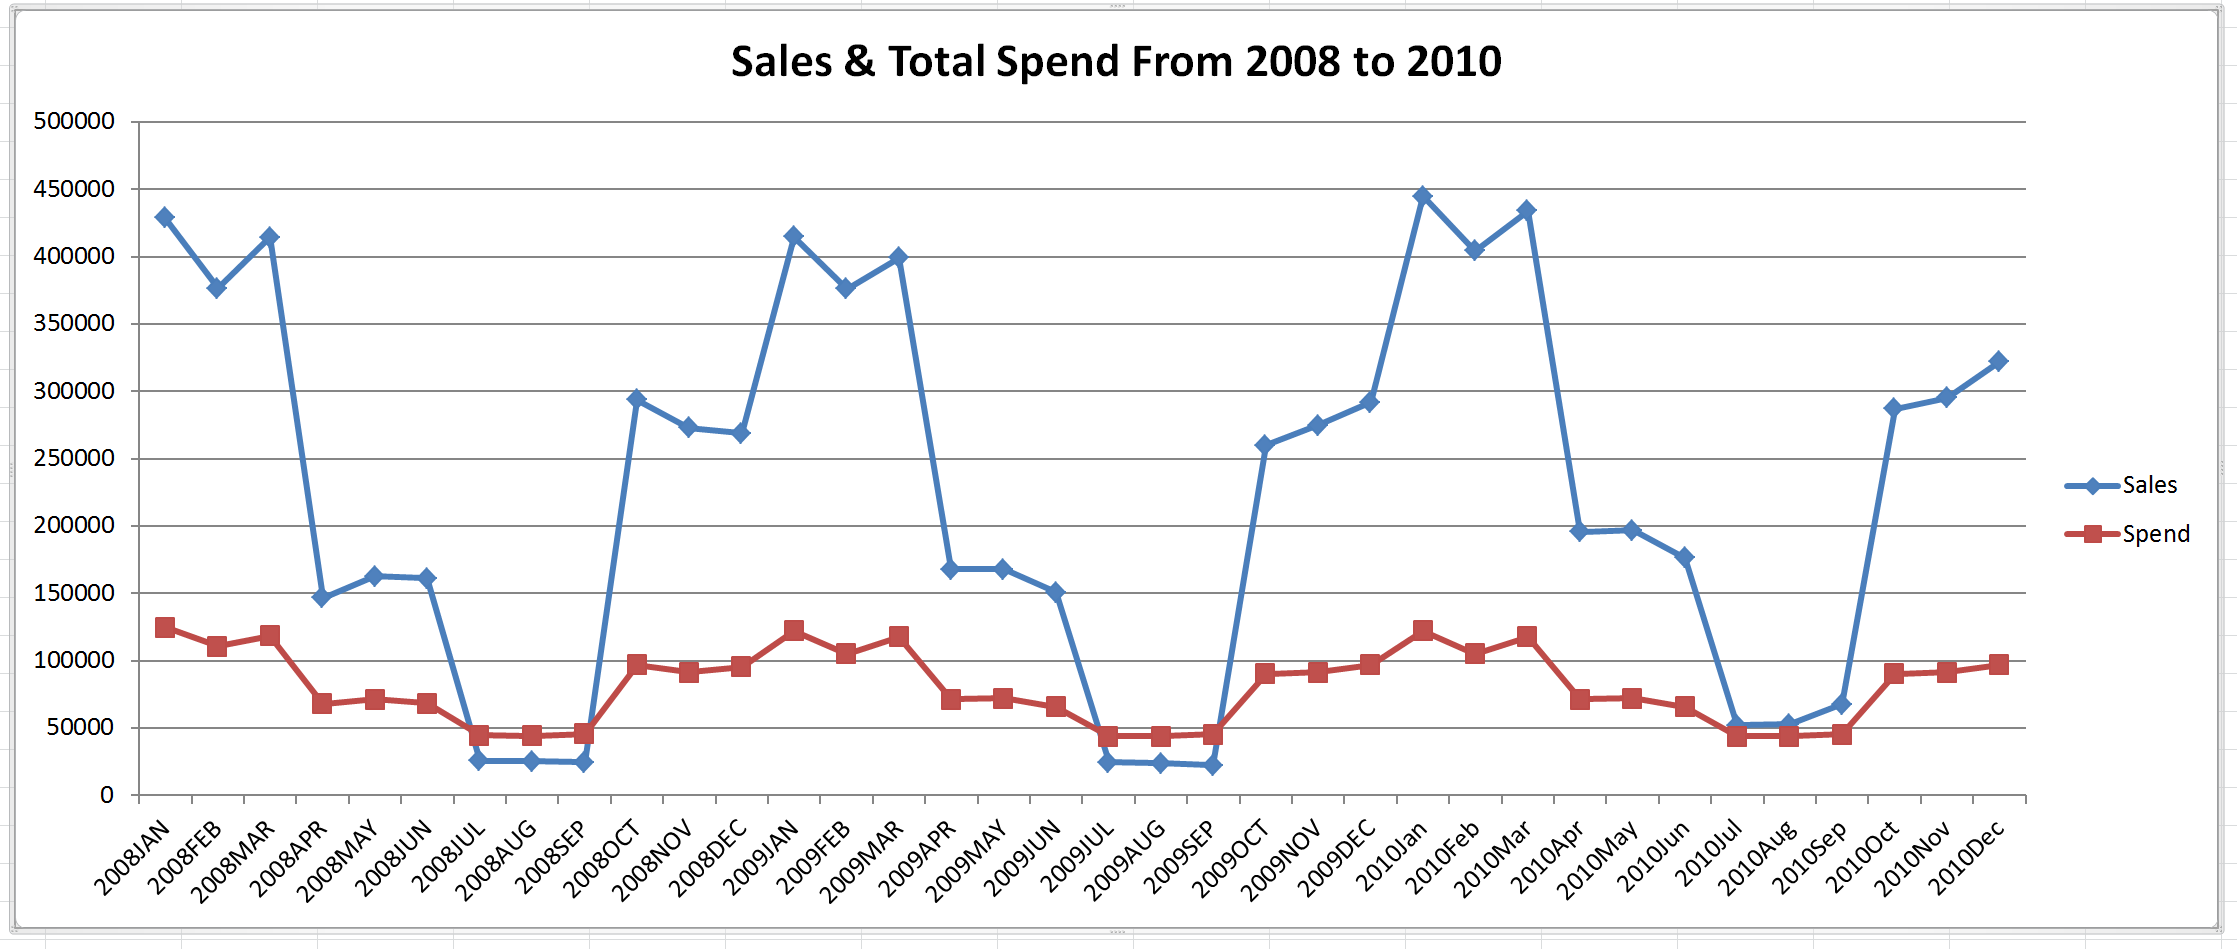 Sales & Total Spend From 2008 to 2010
500000
450000
400000
350000
300000
250000
200000
150000
100000
50000
0
2008JAN
2008FEB
2008MAR
2008APR
2008MAY
2008JUN
2008JUL
2008AUG
2008SEP
2008OCT
2008NOV
2008DEC
2009JAN
2009FEB
2009MAR
2009APR
2009MAY
2009JUN
2009JUL
2009AUG
2009SEP
2009OCT
2009NOV
2009DEC
2010Jan
2010Feb
2010Mar
2010Apr
2010May
2010Jun
2010Jul
2010Aug
2010Sep
2010Oct
2010Nov
2010Dec
Sales
Spend